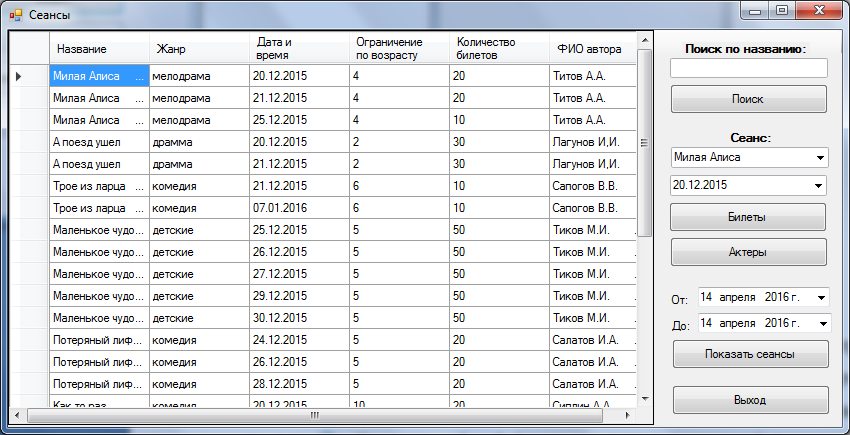 Сеансы
Название Жанр Дата и время Ограничение по возрасту Количество билетов ФИО автора
Милая Алиса ... мелодрама 20.12.2015 4 20 Титов А.А.
Милая Алиса ... мелодрама 21.12.2015 4 20 Титов А.А.
Милая Алиса ... мелодрама 25.12.2015 4 10 Титов А.А.
А поезд ушел драмма 20.12.2015 2 30 Лагунов И,И.
А поезд ушел драмма 21.12.2015 2 30 Лагунов И,И.
Трое из ларца ... комедия 21.12.2015 6 10 Сапогов В.В.
Трое из ларца ... комедия 07.01.2016 6 10 Сапогов В.В.
Маленькое чудо... детские 25.12.2015 5 50 Тиков М.И.
Маленькое чудо... детские 26.12.2015 5 50 Тиков М.И.
Маленькое чудо... детские 27.12.2015 5 50 Тиков М.И.
Маленькое чудо... детские 29.12.2015 5 50 Тиков М.И.
Маленькое чудо... детские 30.12.2015 5 50 Тиков М.И.
Потеряный лиф... комедия 24.12.2015 5 20 Салатов И.А.
Потеряный лиф... комедия 26.12.2015 5 20 Салатов И.А.
Потеряный лиф... комедия 28.12.2015 5 20 Салатов И.А.
Как то раз комедия 20.12.2015 10 20 Сиплин А.А.
Поиск по названию:
Поиск
Сеанс:
Милая Алиса
20.12.2015
Билеты
Актеры
От: 14 апреля 2016 г.
До: 14 апреля 2016 г.
Показать сеансы
Выход